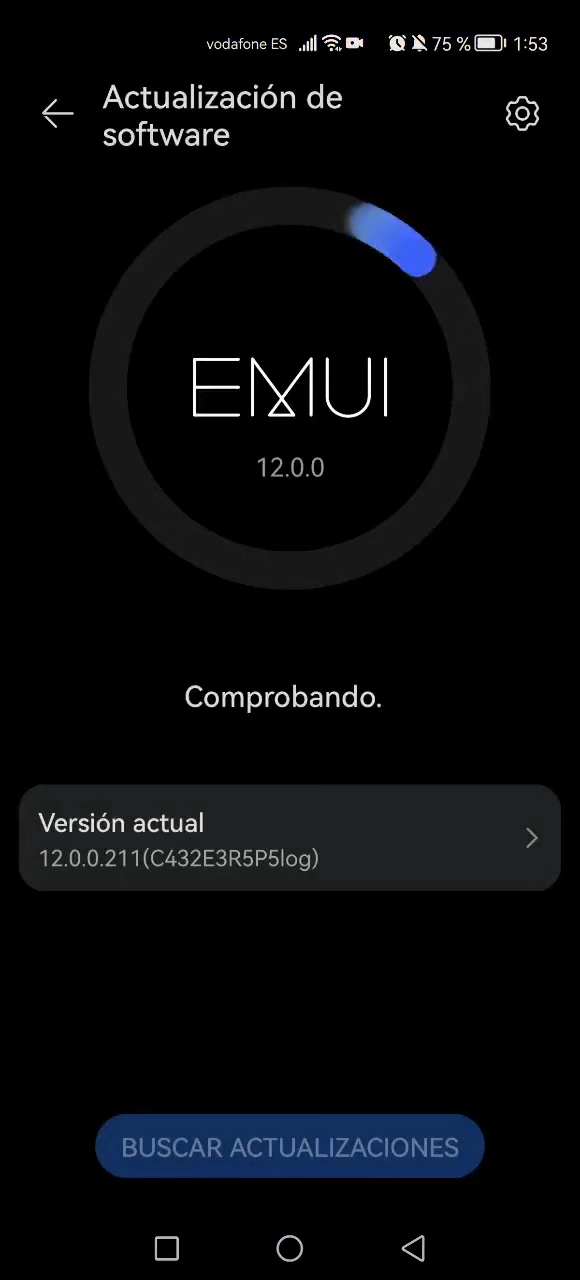 vodafone ES 75 % 1:53
Actualización de
software
EMUI
12.0.0
Comprobando.
Versión actual
12.0.0.211(C432E3R5P5log)
BUSCAR ACTUALIZACIONES